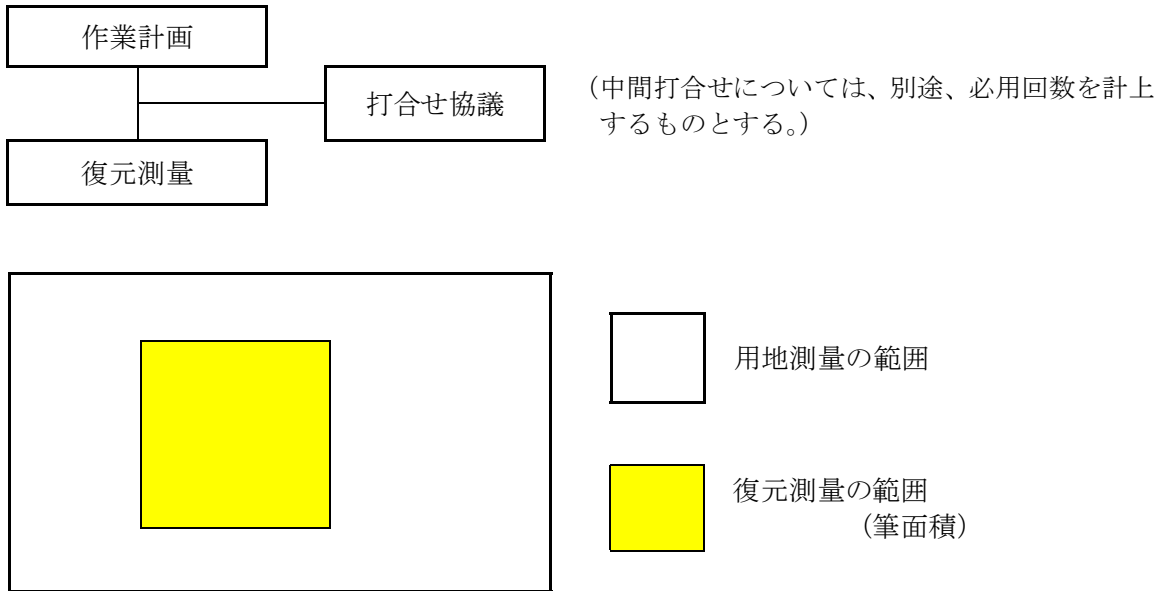 作業計画
打合せ協議
(中間打合せについては、別途、必用回数を計上
するものとする。)
復元測量
用地測量の範囲
復元測量の範囲
(筆面積)